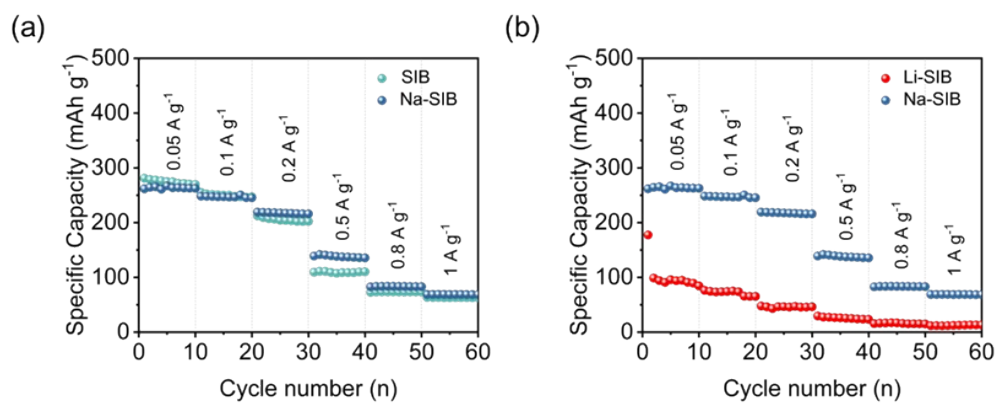 (a)
Specific Capacity (mAh g⁻¹)
500
400
300
200
100
0
SIB
Na-SIB
0.05 A g⁻¹
0.1 A g⁻¹
0.2 A g⁻¹
0.5 A g⁻¹
0.8 A g⁻¹
1 A g⁻¹
0 10 20 30 40 50 60
Cycle number (n)
(b)
Specific Capacity (mAh g⁻¹)
500
400
300
200
100
0
Li-SIB
Na-SIB
0.05 A g⁻¹
0.1 A g⁻¹
0.2 A g⁻¹
0.5 A g⁻¹
0.8 A g⁻¹
1 A g⁻¹
0 10 20 30 40 50 60
Cycle number (n)